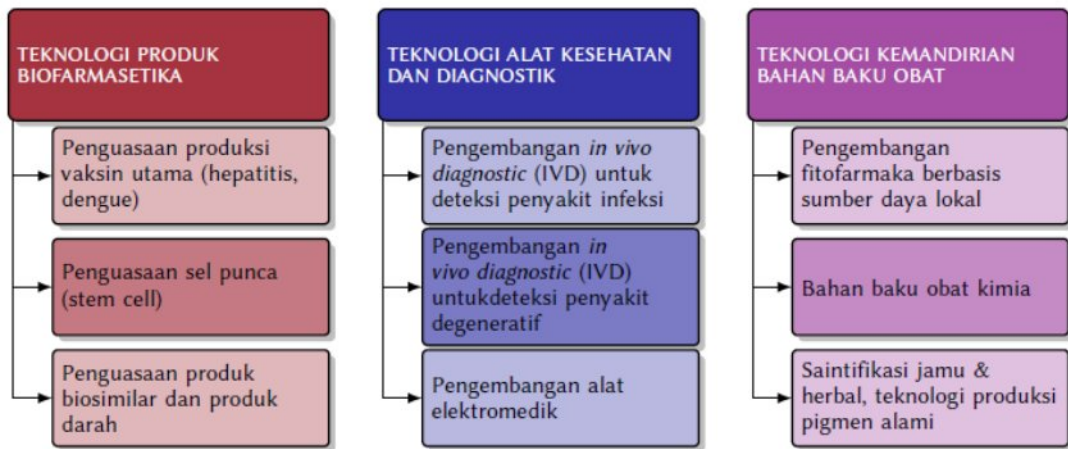 TEKNOLOGI PRODUK
BIOFARMASETIKA
Penguasaan produksi
vaksin utama (hepatitis,
dengue)
Penguasaan sel punca
(stem cell)
Penguasaan produk
biosimilar dan produk
darah
TEKNOLOGI ALAT KESEHATAN
DAN DIAGNOSTIK
Pengembangan in vivo
diagnostic (IVD) untuk
deteksi penyakit infeksi
Pengembangan in
vivo diagnostic (IVD)
untukdeteksi penyakit
degeneratif
Pengembangan alat
elektromedik
TEKNOLOGI KEMANDIRIAN
BAHAN BAKU OBAT
Pengembangan
fitofarmaka berbasis
sumber daya lokal
Bahan baku obat kimia
Saintifikasi jamu &
herbal, teknologi produksi
pigmen alami